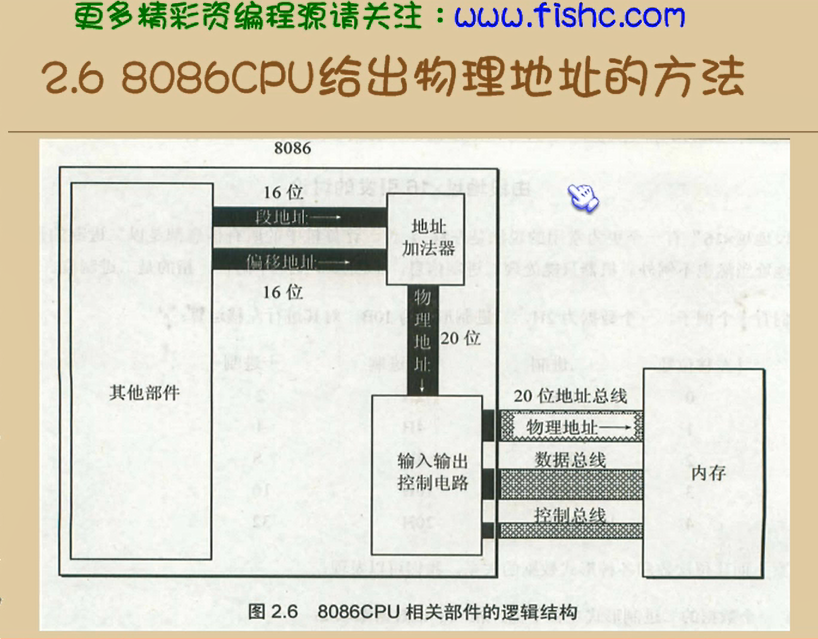 更多精彩资编程源请关注：www.fishc.com
2.6 8086CPU给出物理地址的方法
8086
16 位
段地址
偏移地址
16 位
地址
加法器
物理地址
20 位
其他部件
输入输出
控制电路
20 位地址总线
物理地址
数据总线
控制总线
内存
图 2.6 8086CPU 相关部件的逻辑结构